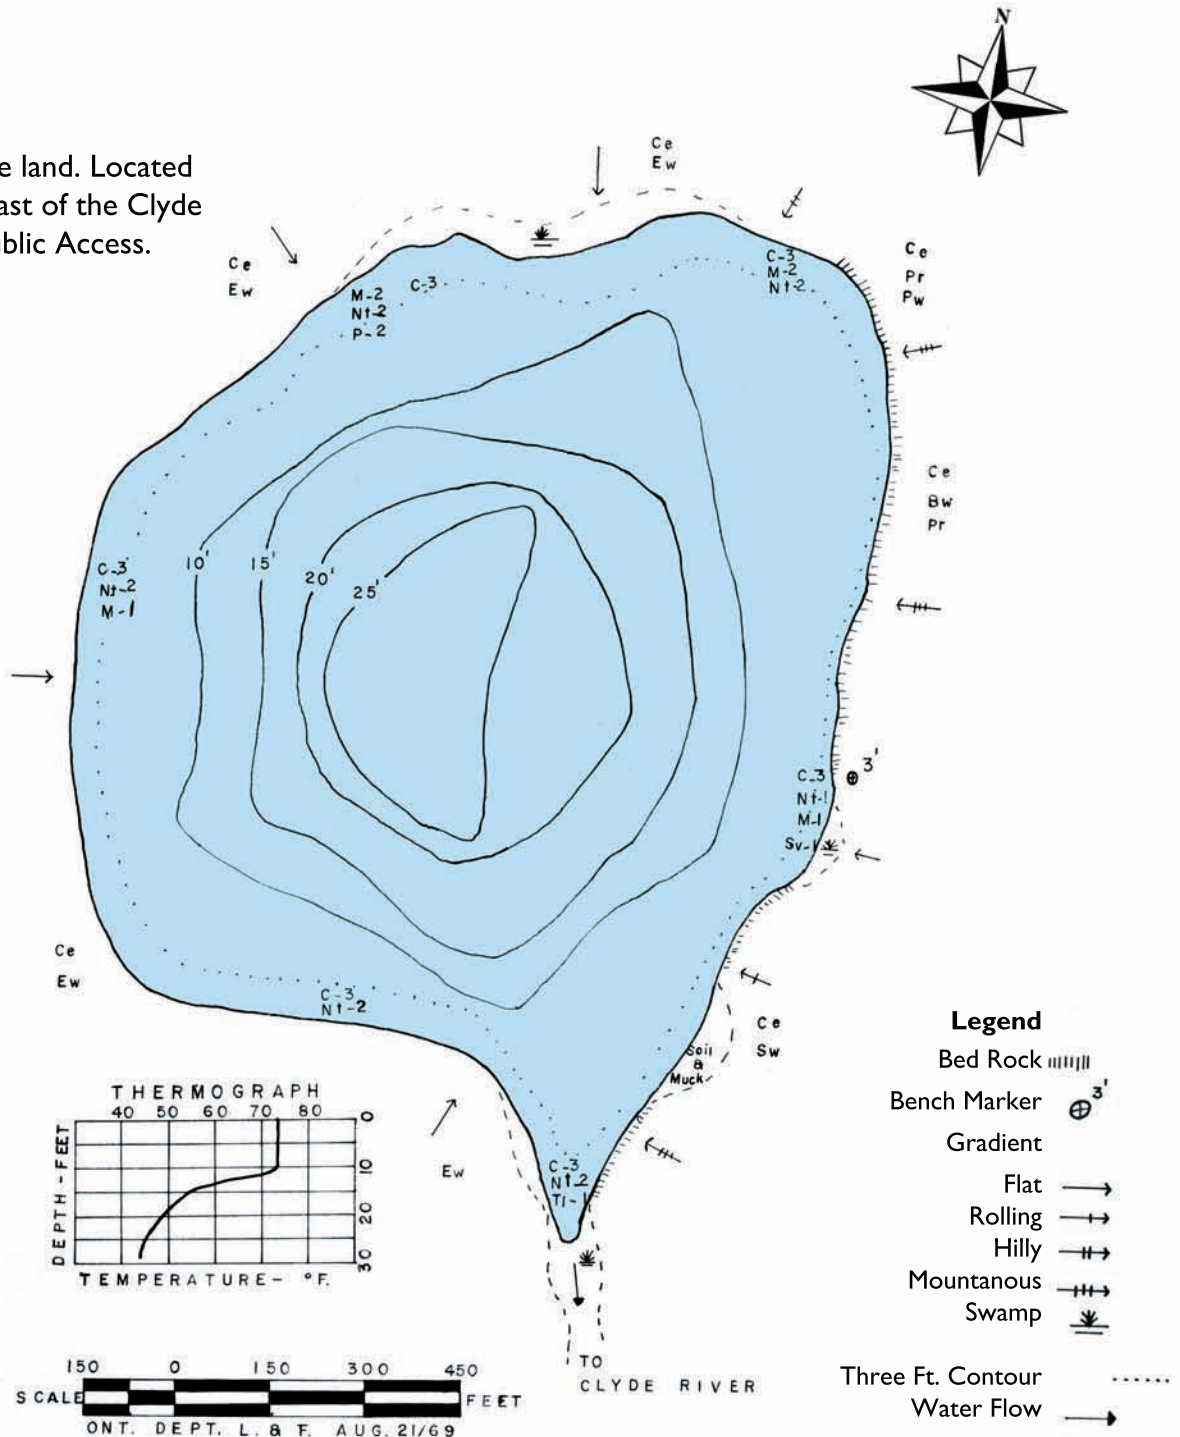 N
e land. Located
ast of the Clyde
blic Access.
Ce
Ew
Ce
Ew
Ce
Pr
Pw
C-3
M-2
Nt-2
M-2
Nt-2
P-2
C-3
Ce
Bw
Pr
10'
15'
20'
25'
C-3
Nt-2
M-1
3'
C-3
Nt-1
M-1
Sv-1
Ce
Ew
C-3
Nt-2
Ce
Sw
Soil
&
Muck
Ew
C-3
Nt-2
Tl-1
TO
CLYDE RIVER
THERMOGRAPH
40 50 60 70 80
0
10
20
30
DEPTH-FEET
TEMPERATURE- °F.
150 0 150 300 450
SCALE FEET
ONT. DEPT. L. & F. AUG. 21/69
Legend
Bed Rock
Bench Marker 3'
Gradient
Flat
Rolling
Hilly
Mountanous
Swamp
Three Ft. Contour
Water Flow